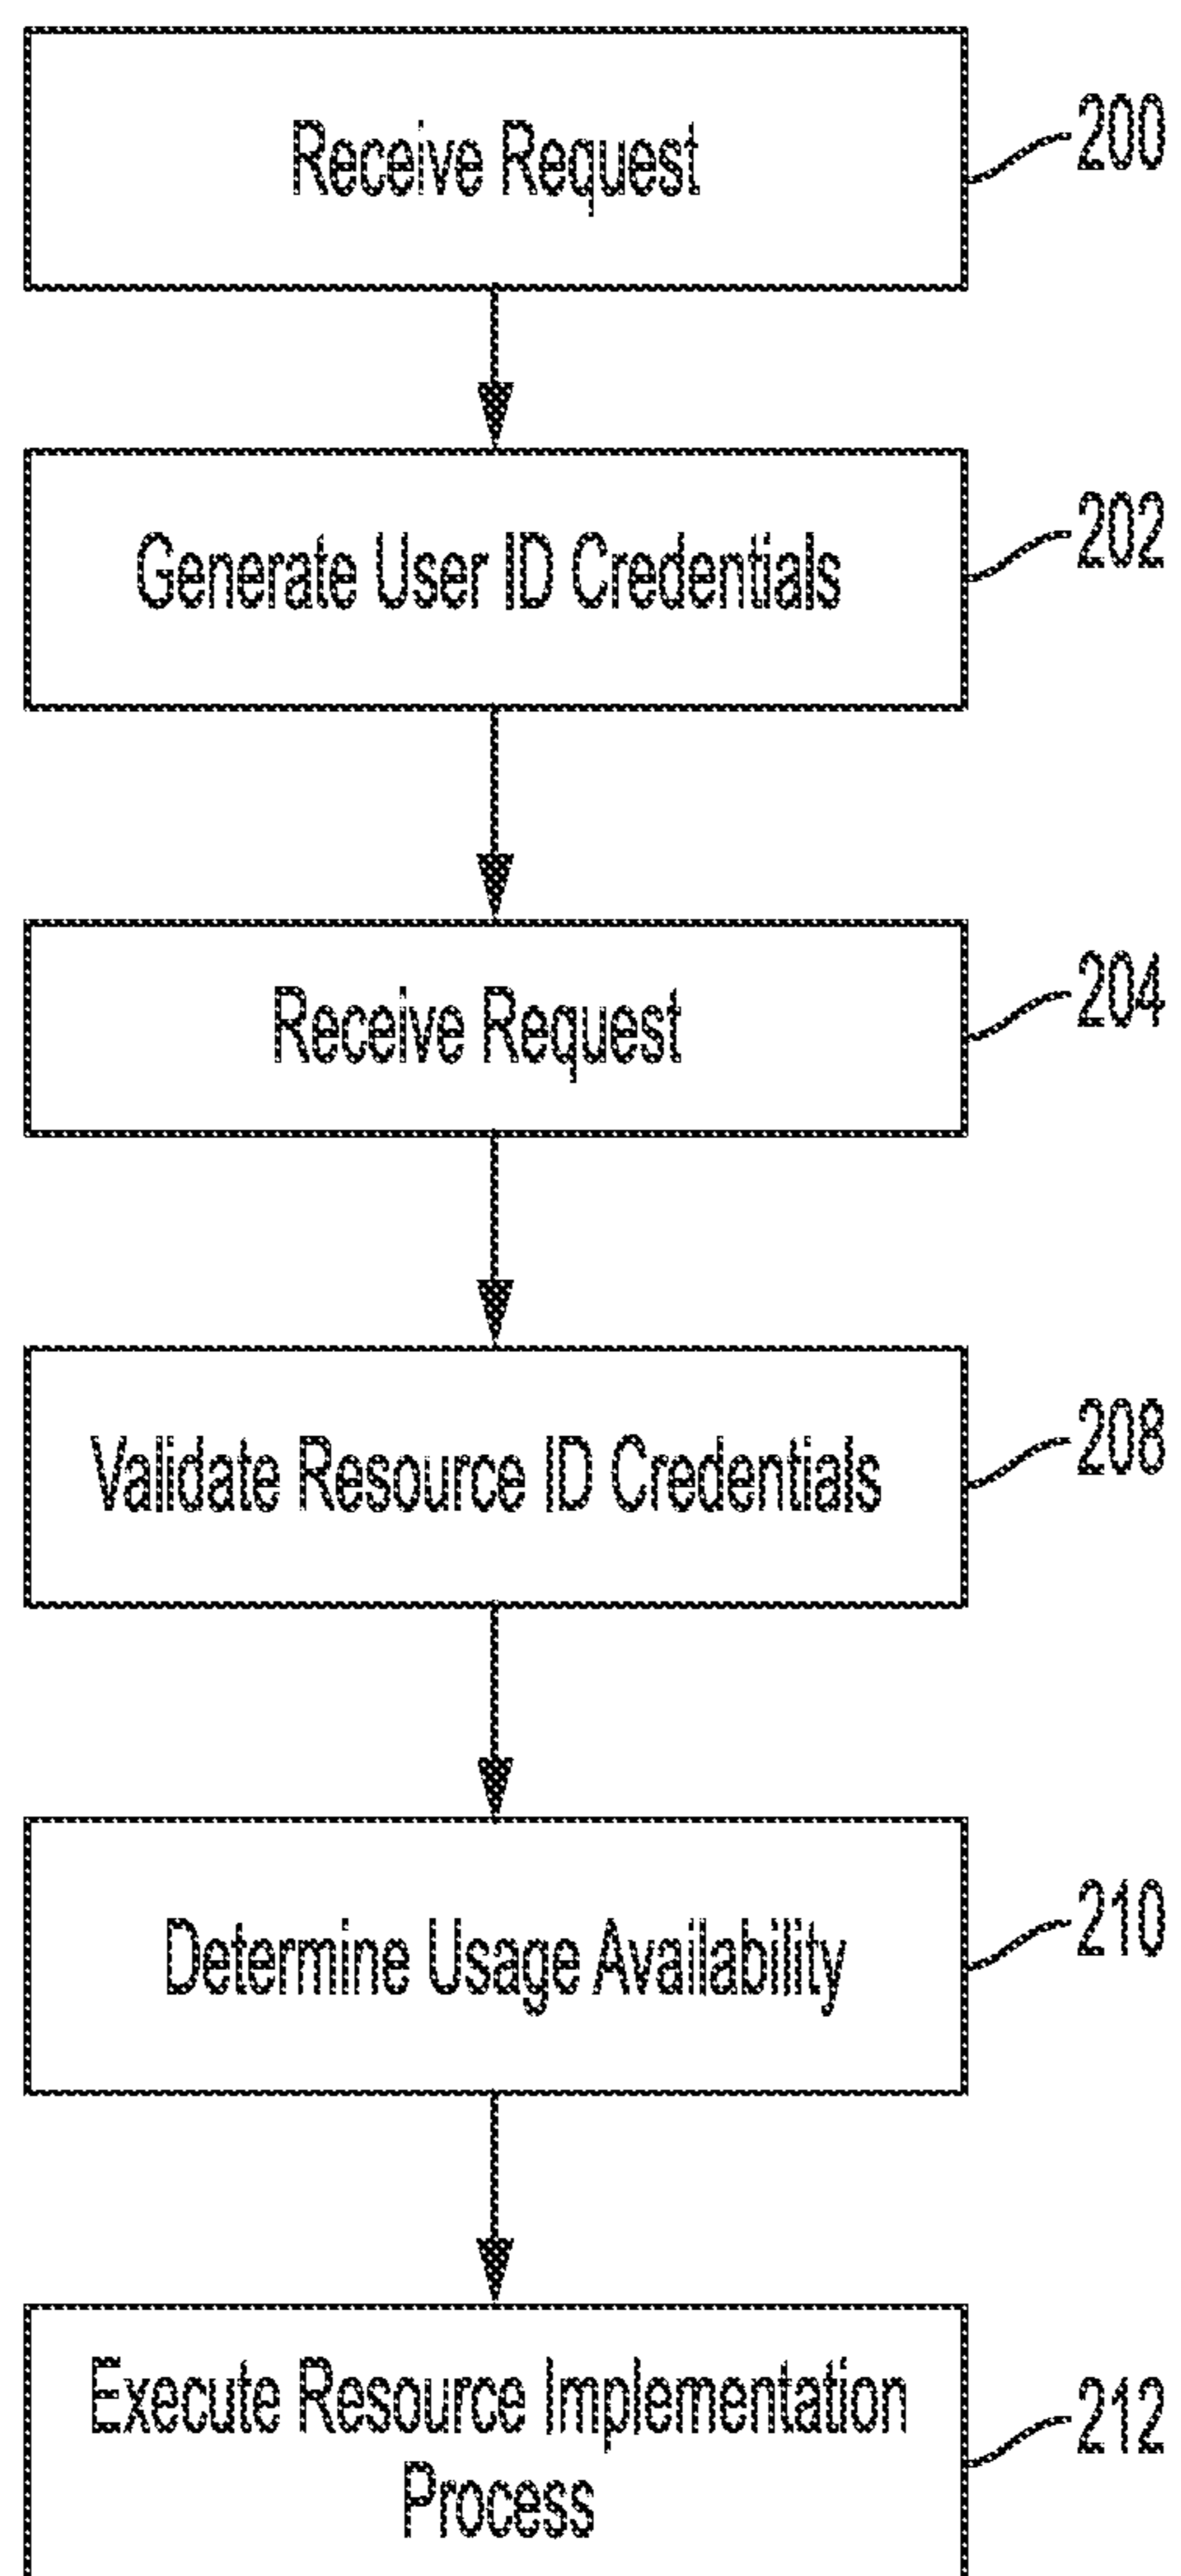 Receive Request
200
Generate User ID Credentials
202
Receive Request
204
Validate Resource ID Credentials
208
Determine Usage Availability
210
Execute Resource Implementation
Process
212